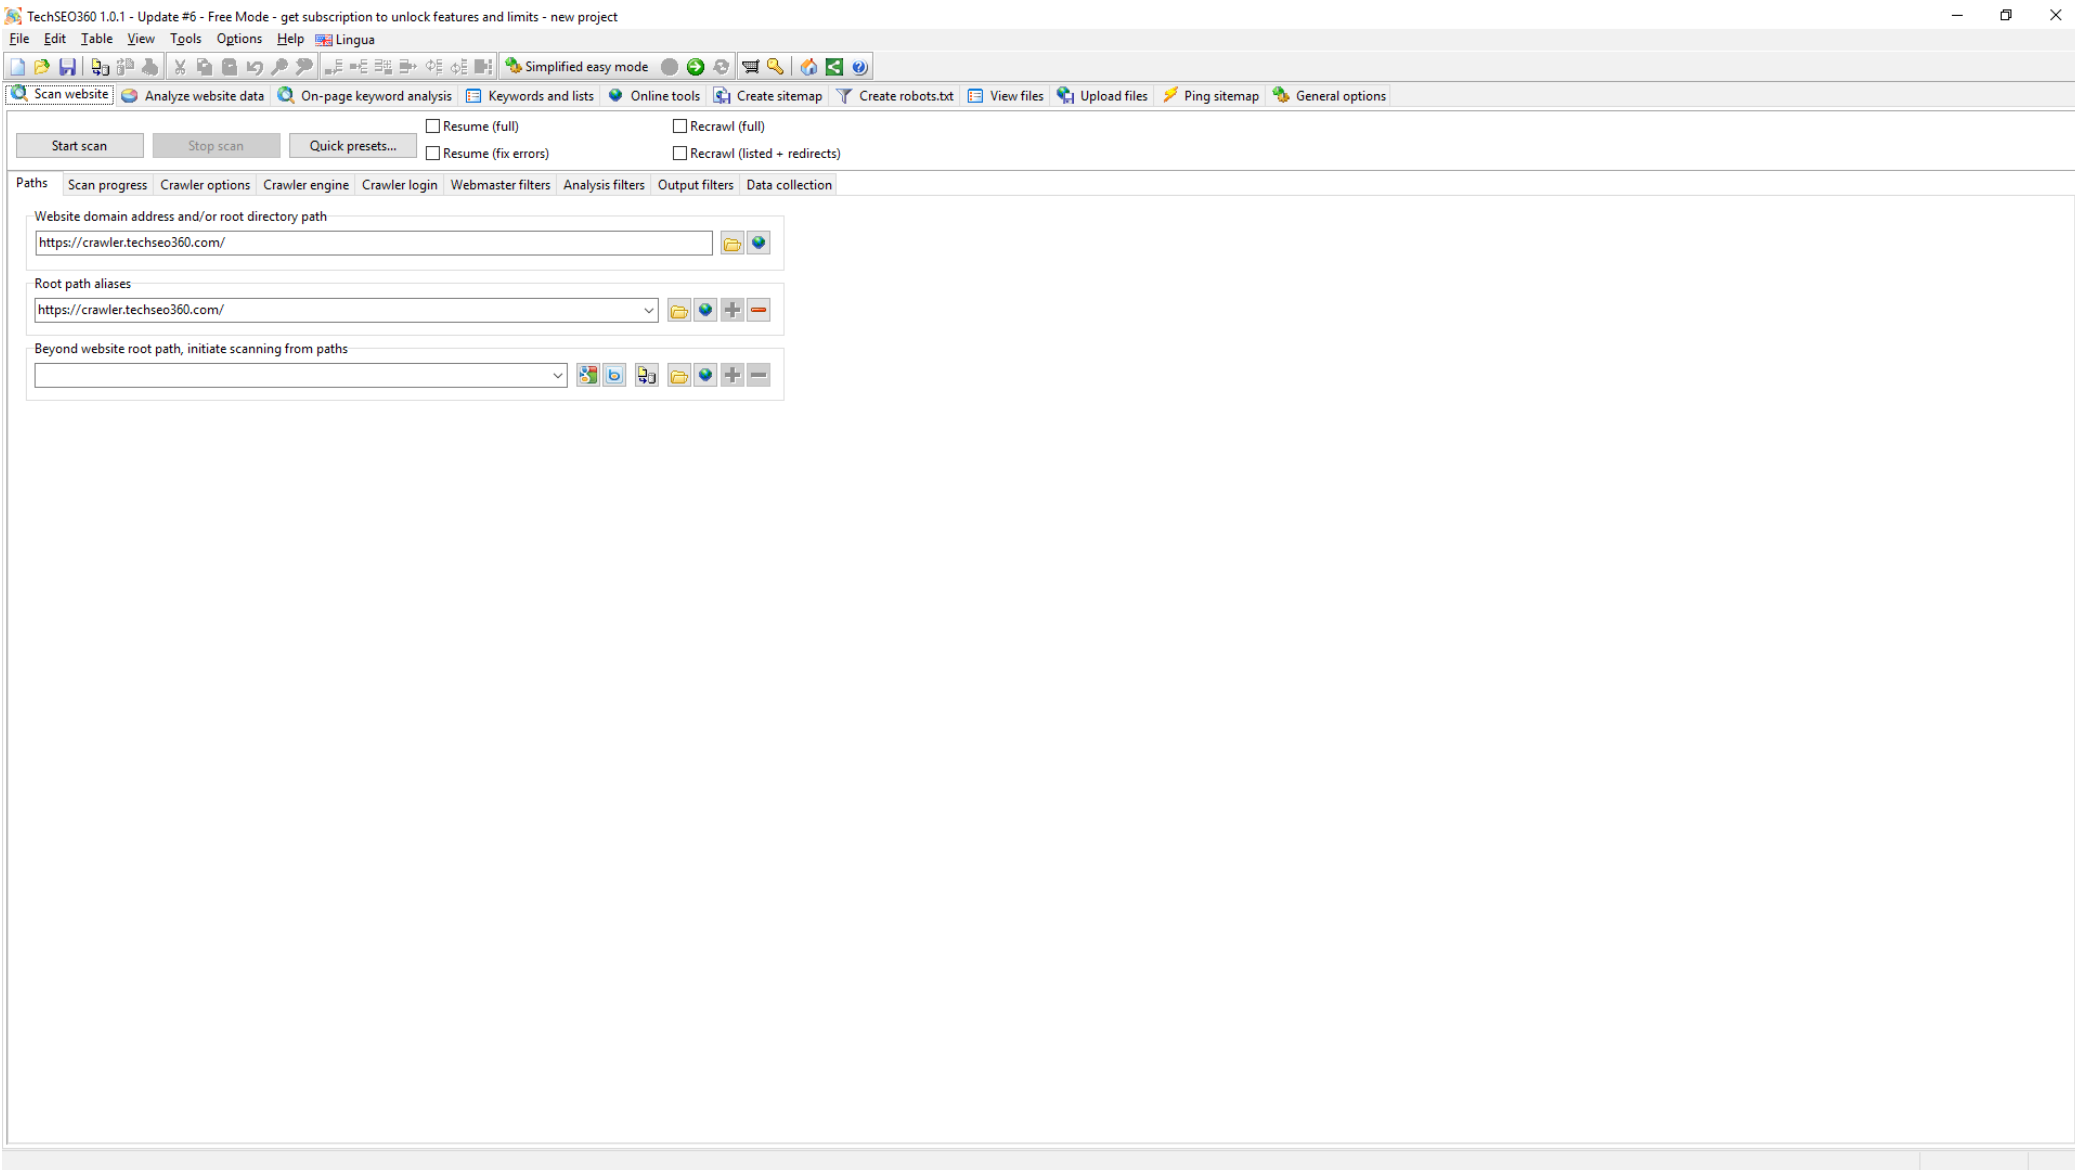 TechSEO360 1.0.1 - Update #6 - Free Mode - get subscription to unlock features and limits - new project
File Edit Table View Tools Options Help Lingua
Simplified easy mode
Scan website Analyze website data On-page keyword analysis Keywords and lists Online tools Create sitemap Create robots.txt View files Upload files Ping sitemap General options
Resume (full) Recrawl (full)
Start scan Stop scan Quick presets...
Resume (fix errors) Recrawl (listed + redirects)
Paths Scan progress Crawler options Crawler engine Crawler login Webmaster filters Analysis filters Output filters Data collection
Website domain address and/or root directory path
https://crawler.techseo360.com/
Root path aliases
https://crawler.techseo360.com/
Beyond website root path, initiate scanning from paths